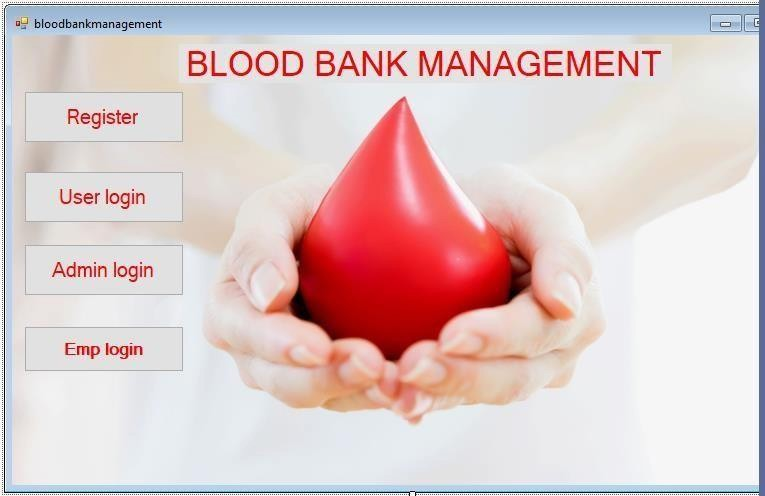 bloodbankmanagement
BLOOD BANK MANAGEMENT
Register
User login
Admin login
Emp login